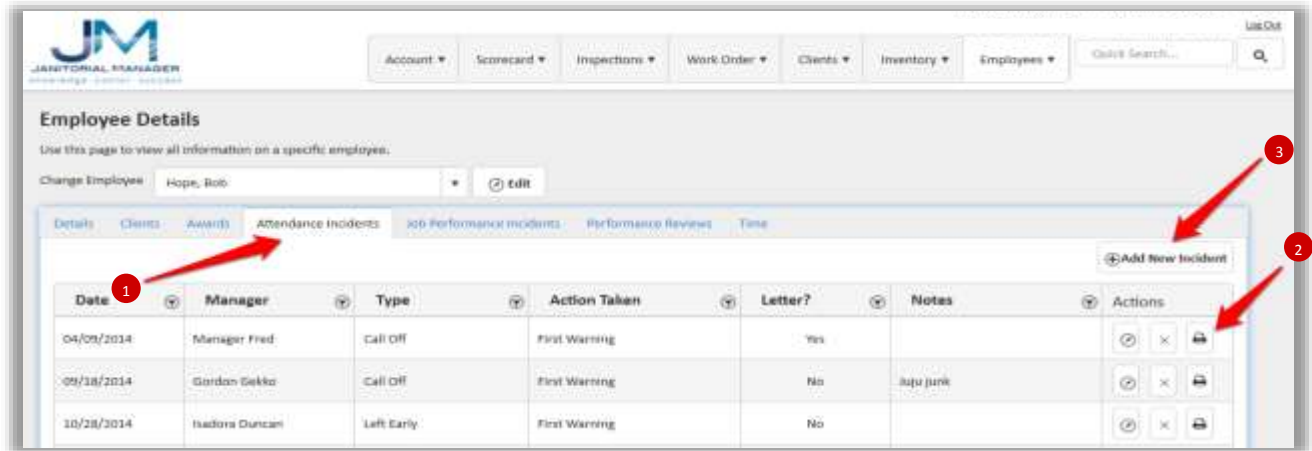 Log Out
JM
JANITORIAL MANAGER
Account
Scorecard
Inspections
Work Order
Clients
Inventory
Employees
Quick Search...
Employee Details
Use this page to view all information on a specific employee.
Change Employee Hope, Bob Edit
3
Details Clients Awards Attendance Incidents Job Performance Incidents Performance Reviews Time
2
Add New Incident
1
Date Manager Type Action Taken Letter? Notes Actions
04/09/2014 Manager Fred Call Off First Warning Yes
09/18/2014 Gordon Gekko Call Off First Warning No Juju junk
10/28/2014 Isadora Duncan Left Early First Warning No